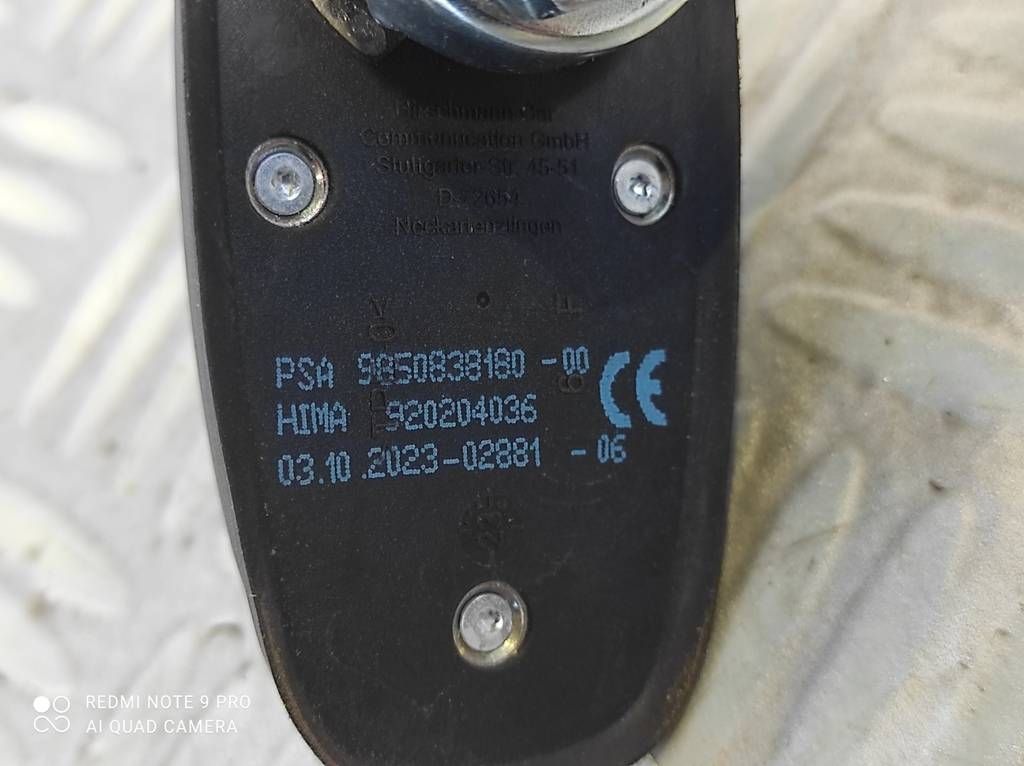 Hirschmann Car
Communication GmbH
Stuttgarter Str. 45-51
Neckartenzlingen
PSA 9850838180 -00
HIMA 920204036
03.10.2023-02881 -06
CE
REDMI NOTE 9 PRO
AI QUAD CAMERA